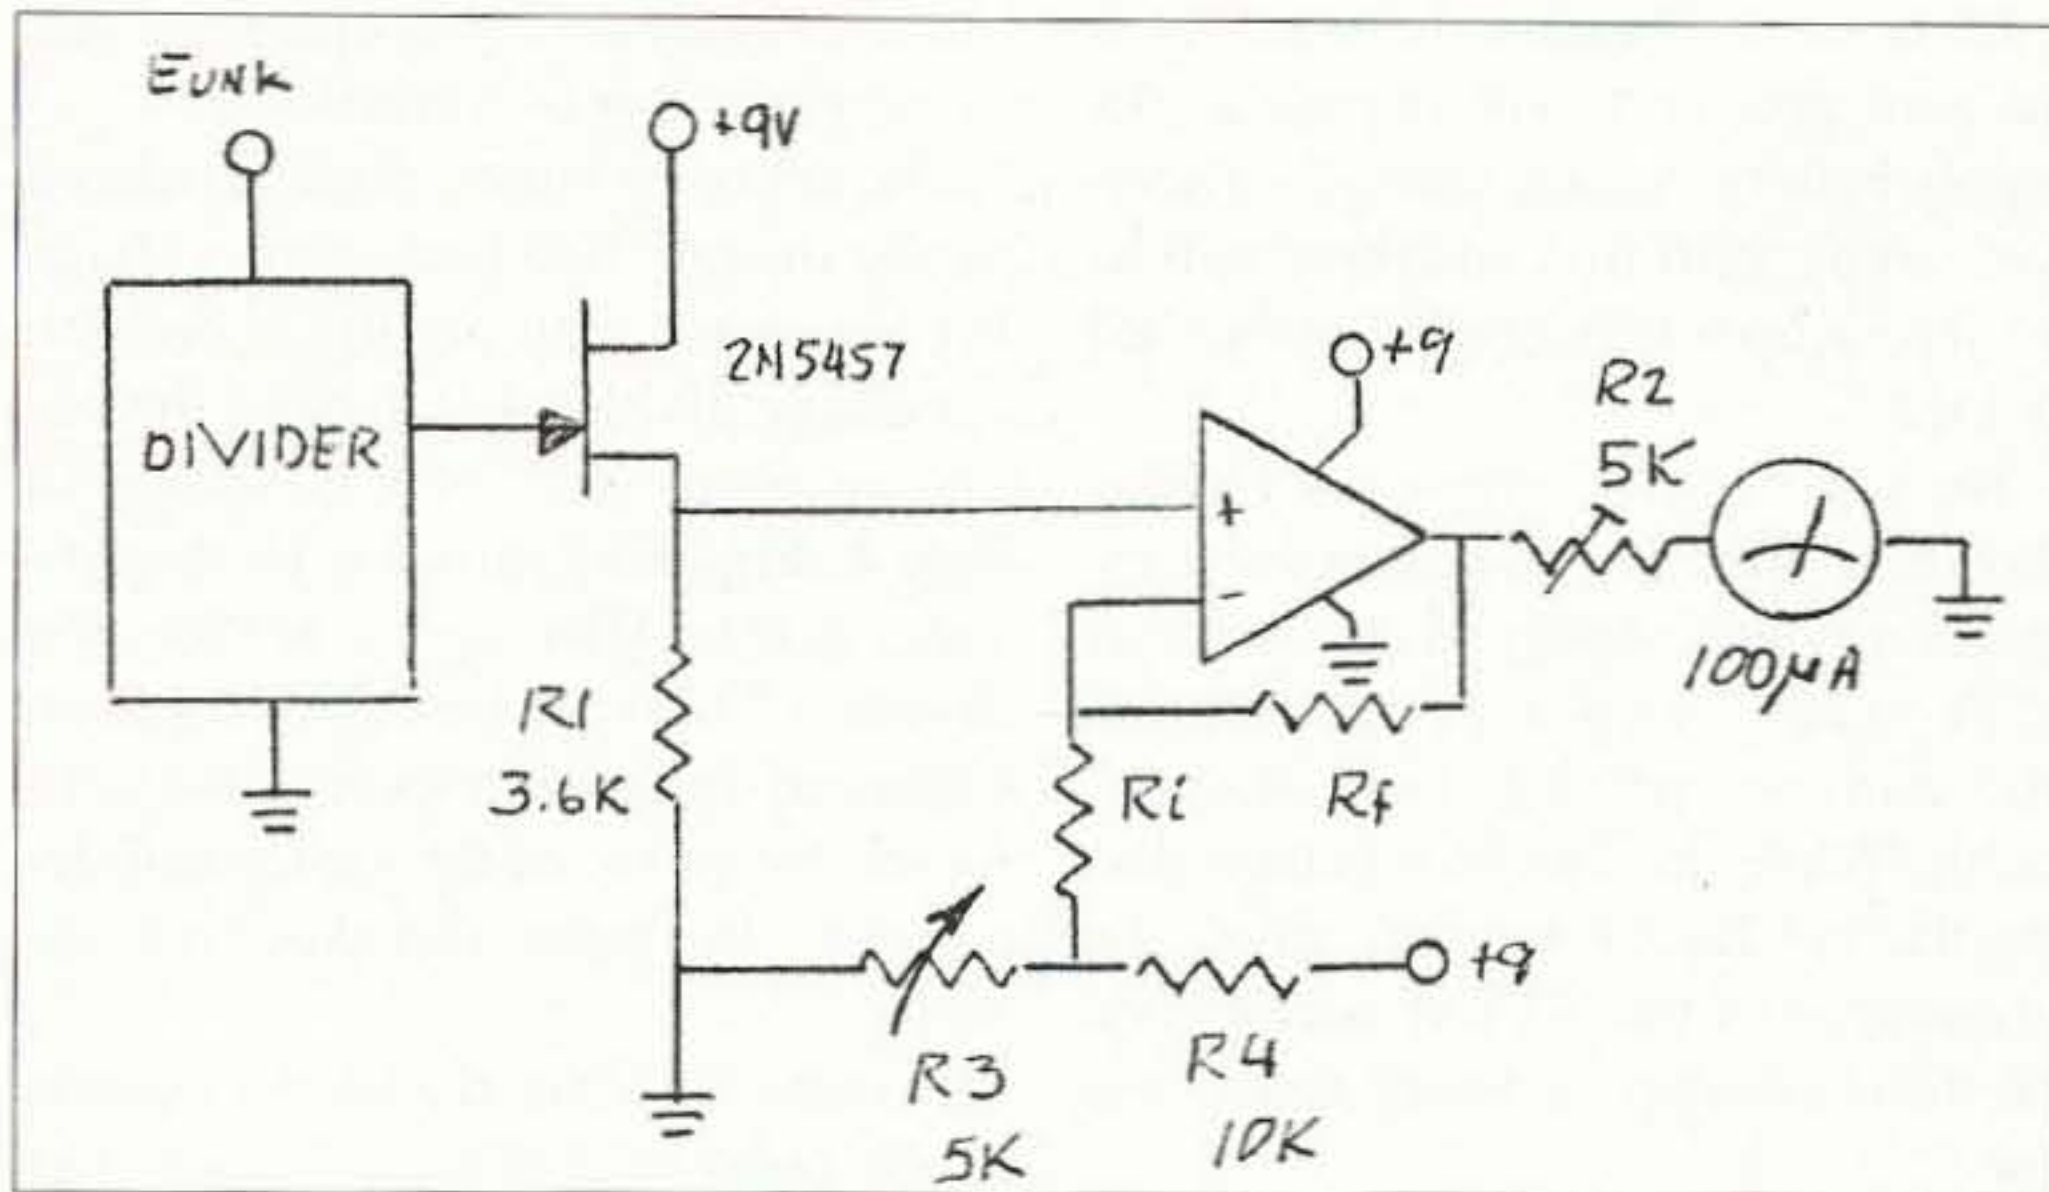 EUNK
+9V
2N5457
DIVIDER
+9
R2
5K
+
-
100μA
R1
3.6K
Ri
Rf
+9
R3
5K
R4
10K